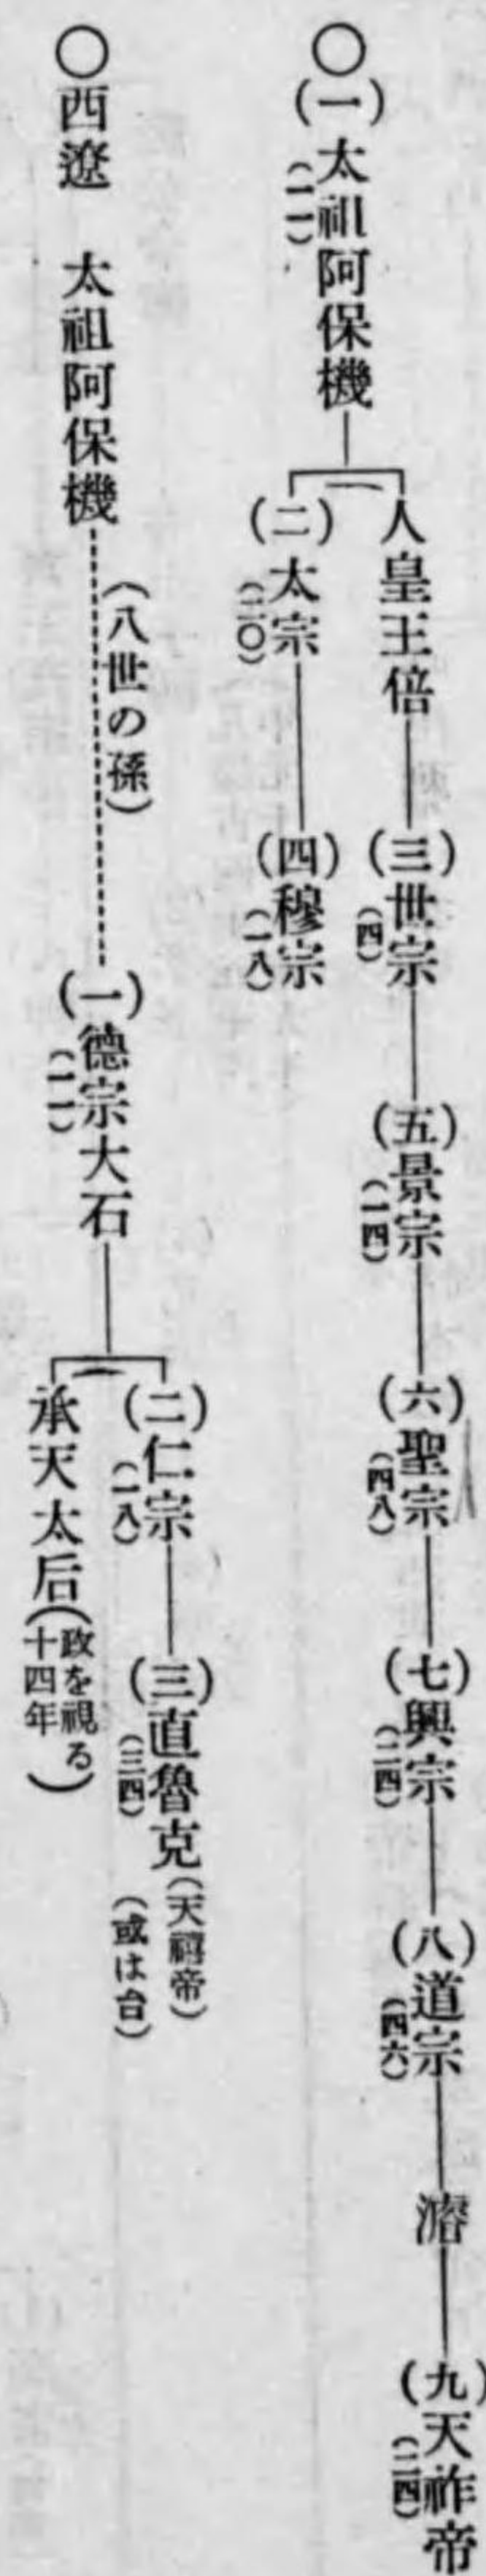 〇(一)太祖阿保機(一一)
人皇王倍―(三)世宗(四)―(五)景宗(一四)―(六)聖宗(四八)―(七)興宗(二四)―(八)道宗(四六)―濬―(九)天祚帝(二四)
(二)太宗(二〇)―(四)穆宗(一八)
〇西遼 太祖阿保機(八世の孫)(一)德宗大石(一一)
(二)仁宗(一八)―(三)直魯克(三四)(天禧帝)(或は台)
承天太后(政を視る十四年)